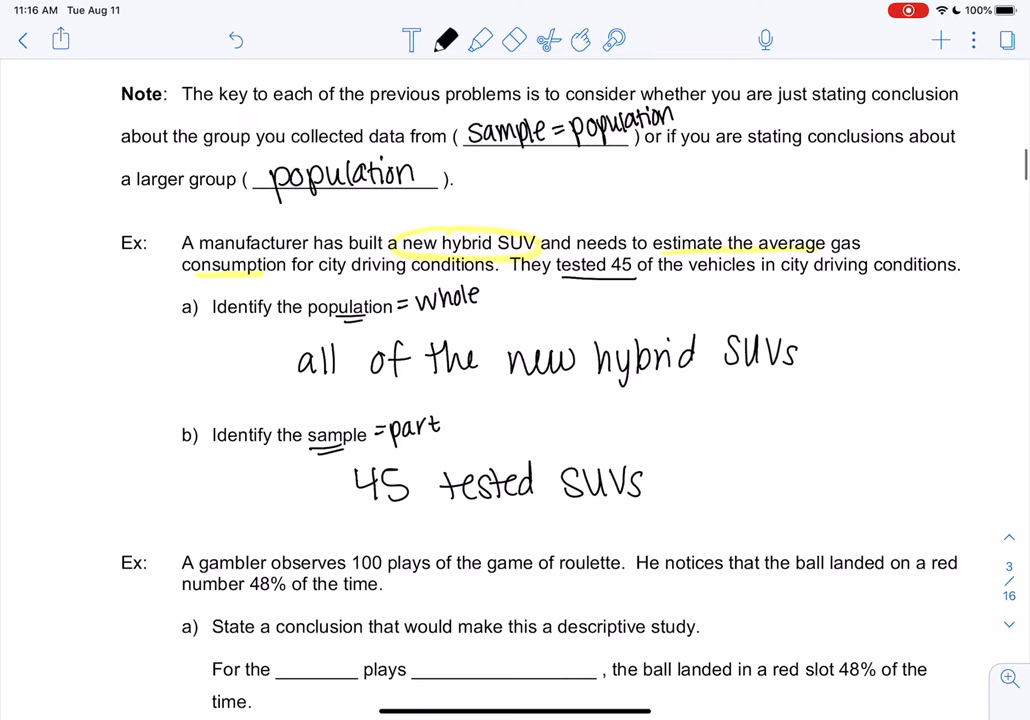 11:16 AM Tue Aug 11 100%
Note: The key to each of the previous problems is to consider whether you are just stating conclusion
about the group you collected data from ( sample = population ) or if you are stating conclusions about
a larger group ( population ).
Ex: A manufacturer has built a new hybrid SUV and needs to estimate the average gas
consumption for city driving conditions. They tested 45 of the vehicles in city driving conditions.
a) Identify the population = whole
all of the new hybrid SUVs
b) Identify the sample = part
45 tested SUVs
Ex: A gambler observes 100 plays of the game of roulette. He notices that the ball landed on a red
number 48% of the time.
3
/
16
a) State a conclusion that would make this a descriptive study.
For the ________ plays __________________ , the ball landed in a red slot 48% of the
time.